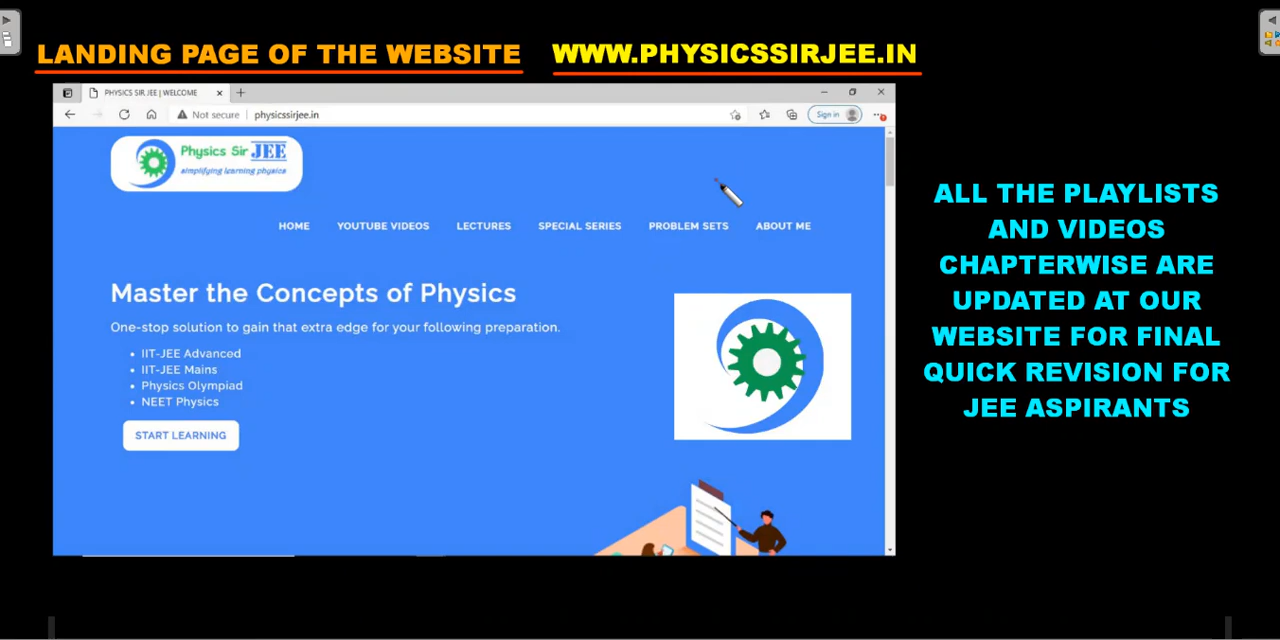 LANDING PAGE OF THE WEBSITE WWW.PHYSICSSIRJEE.IN
PHYSICS SIR JEE | WELCOME
Not secure | physicssirjee.in
Sign in
Physics Sir JEE
simplifying learning physics
HOME YOUTUBE VIDEOS LECTURES SPECIAL SERIES PROBLEM SETS ABOUT ME
Master the Concepts of Physics
One-stop solution to gain that extra edge for your following preparation.
• IIT-JEE Advanced
• IIT-JEE Mains
• Physics Olympiad
• NEET Physics
START LEARNING
ALL THE PLAYLISTS
AND VIDEOS
CHAPTERWISE ARE
UPDATED AT OUR
WEBSITE FOR FINAL
QUICK REVISION FOR
JEE ASPIRANTS